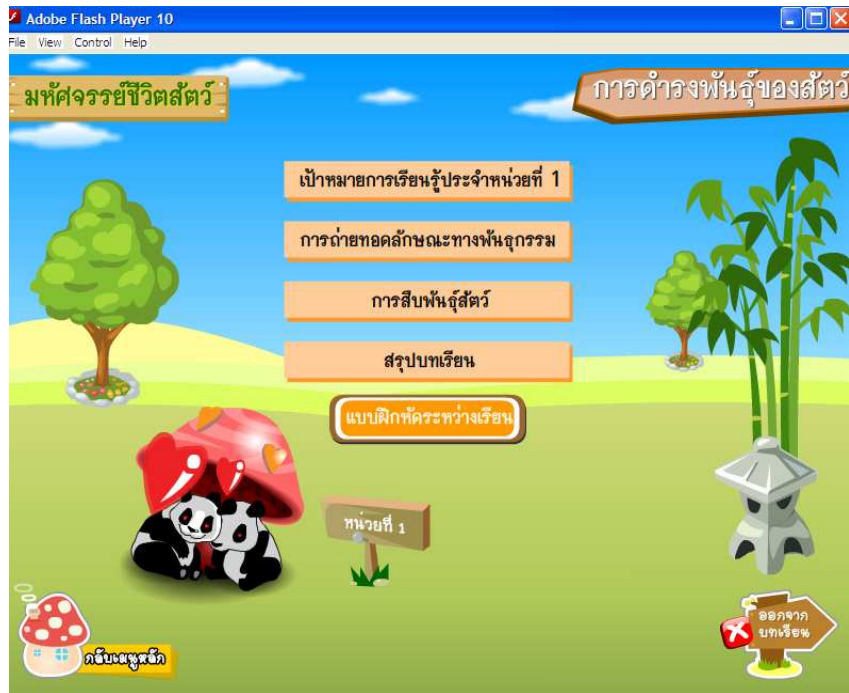 Adobe Flash Player 10
File View Control Help
มหัศจรรย์ชีวิตสัตว์
การดำรงพันธุ์ของสัตว์
เป้าหมายการเรียนรู้ประจำหน่วยที่ 1
การถ่ายทอดลักษณะทางพันธุกรรม
การสืบพันธุ์สัตว์
สรุปบทเรียน
แบบฝึกหัดระหว่างเรียน
หน่วยที่ 1
ออกจาก
บทเรียน
กลับเมนูหลัก